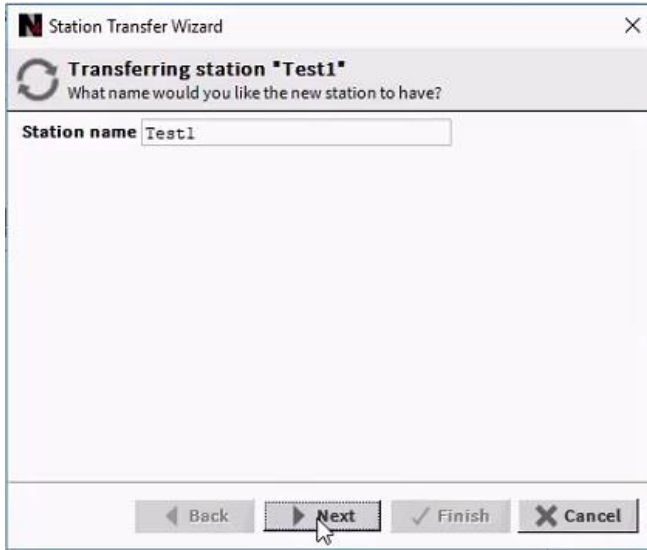 Station Transfer Wizard
Transferring station "Test1"
What name would you like the new station to have?
Station name Test1
Back Next Finish Cancel